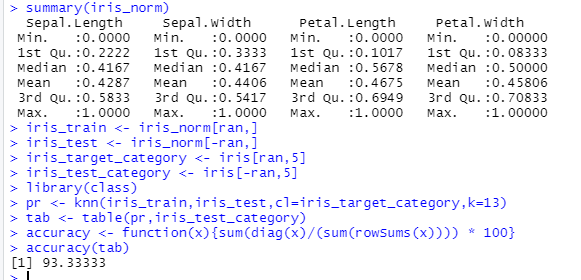 > summary(iris_norm)
  Sepal.Length     Sepal.Width      Petal.Length     Petal.Width
 Min.   :0.0000   Min.   :0.0000   Min.   :0.0000   Min.   :0.00000
 1st Qu.:0.2222   1st Qu.:0.3333   1st Qu.:0.1017   1st Qu.:0.08333
 Median :0.4167   Median :0.4167   Median :0.5678   Median :0.50000
 Mean   :0.4287   Mean   :0.4406   Mean   :0.4675   Mean   :0.45806
 3rd Qu.:0.5833   3rd Qu.:0.5417   3rd Qu.:0.6949   3rd Qu.:0.70833
 Max.   :1.0000   Max.   :1.0000   Max.   :1.0000   Max.   :1.00000
> iris_train <- iris_norm[ran,]
> iris_test <- iris_norm[-ran,]
> iris_target_category <- iris[ran,5]
> iris_test_category <- iris[-ran,5]
> library(class)
> pr <- knn(iris_train,iris_test,cl=iris_target_category,k=13)
> tab <- table(pr,iris_test_category)
> accuracy <- function(x){sum(diag(x)/(sum(rowSums(x)))) * 100}
> accuracy(tab)
[1] 93.33333
>